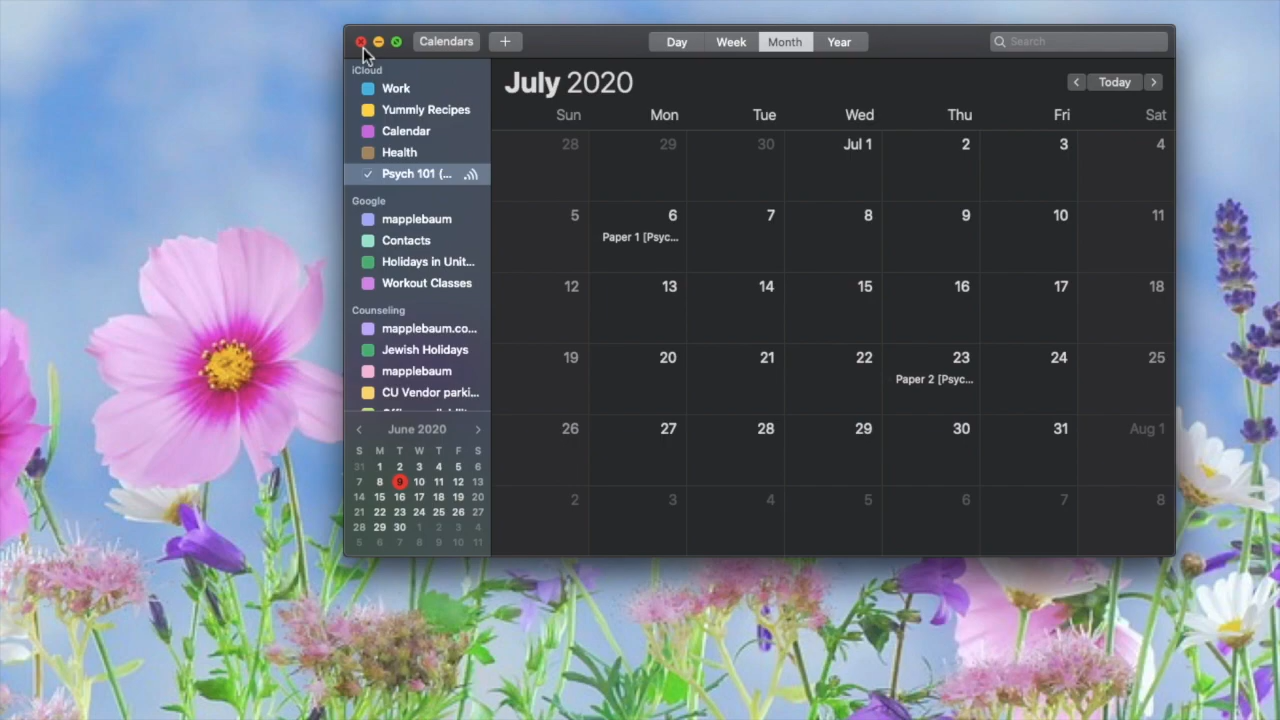 Calendars
+
Day Week Month Year
Search
iCloud
Work
Yummly Recipes
Calendar
Health
Psych 101 (...
Google
mapplebaum
Contacts
Holidays in Unit...
Workout Classes
Counseling
mapplebaum.co...
Jewish Holidays
mapplebaum
CU Vendor parki...
June 2020
S M T W T F S
31 1 2 3 4 5 6
7 8 9 10 11 12 13
14 15 16 17 18 19 20
21 22 23 24 25 26 27
28 29 30 1 2 3 4
5 6 7 8 9 10 11
July 2020
Today
Sun Mon Tue Wed Thu Fri Sat
28 29 30 Jul 1 2 3 4
5 6 7 8 9 10 11
Paper 1 [Psyc...
12 13 14 15 16 17 18
19 20 21 22 23 24 25
Paper 2 [Psyc...
26 27 28 29 30 31 Aug 1
2 3 4 5 6 7 8